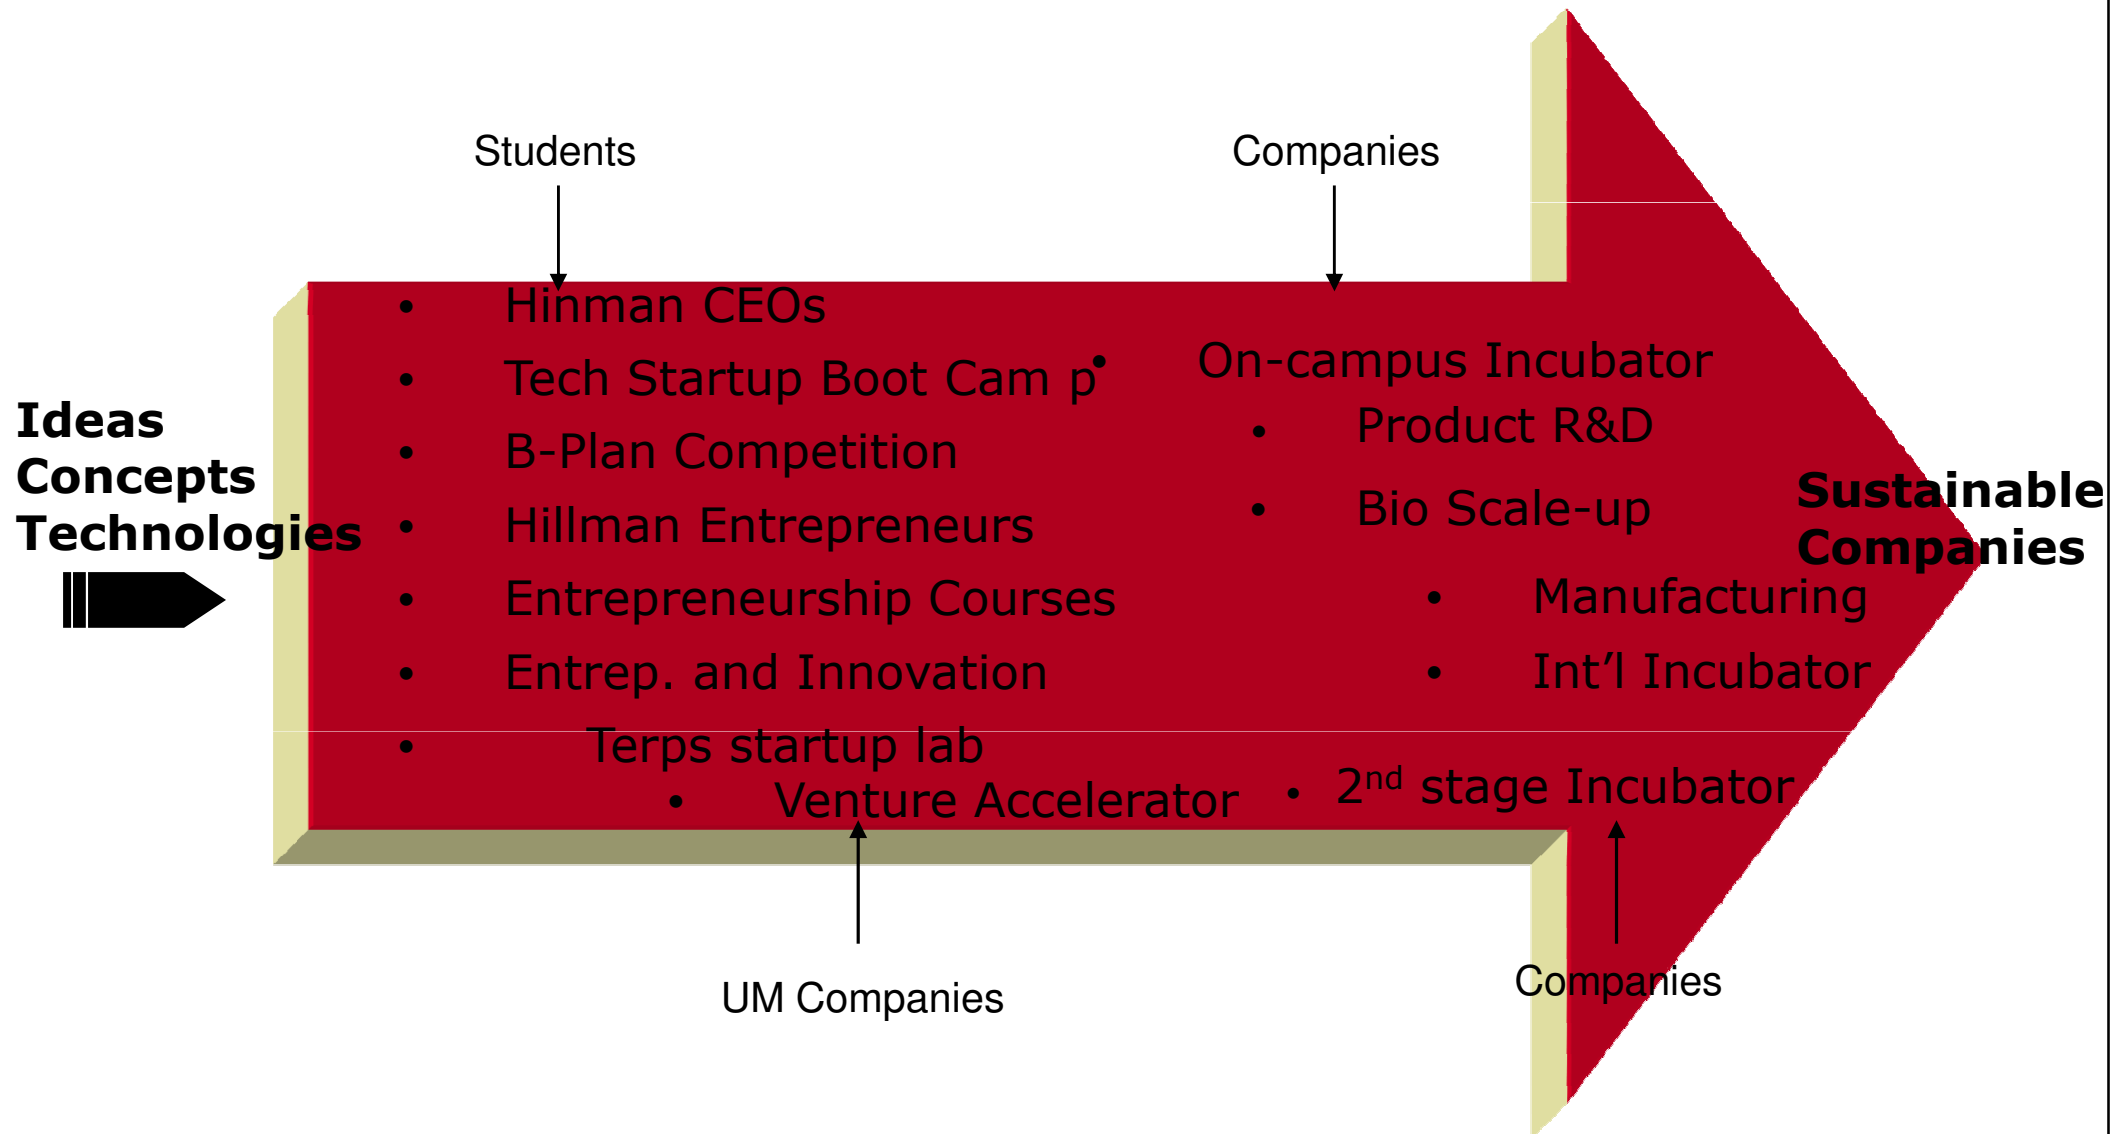 Students
Companies
Ideas
Concepts
Technologies
• Hinman CEOs
• Tech Startup Boot Cam p
• B-Plan Competition
• Hillman Entrepreneurs
• Entrepreneurship Courses
• Entrep. and Innovation
• Terps startup lab
• Venture Accelerator
• On-campus Incubator
• Product R&D
• Bio Scale-up
• Manufacturing
• Int’l Incubator
• 2nd stage Incubator
Sustainable
Companies
UM Companies
Companies